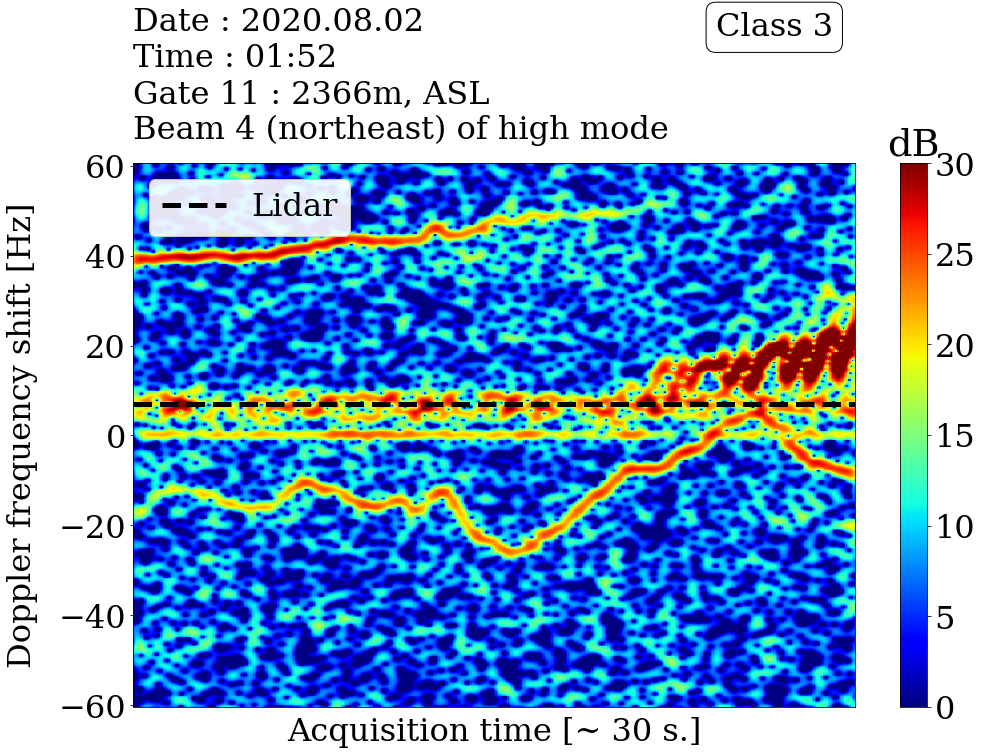 Date : 2020.08.02
Time : 01:52
Gate 11 : 2366m, ASL
Beam 4 (northeast) of high mode
Class 3
dB
Lidar
60
40
20
0
−20
−40
−60
Doppler frequency shift [Hz]
Acquisition time [~ 30 s.]
30
25
20
15
10
5
0